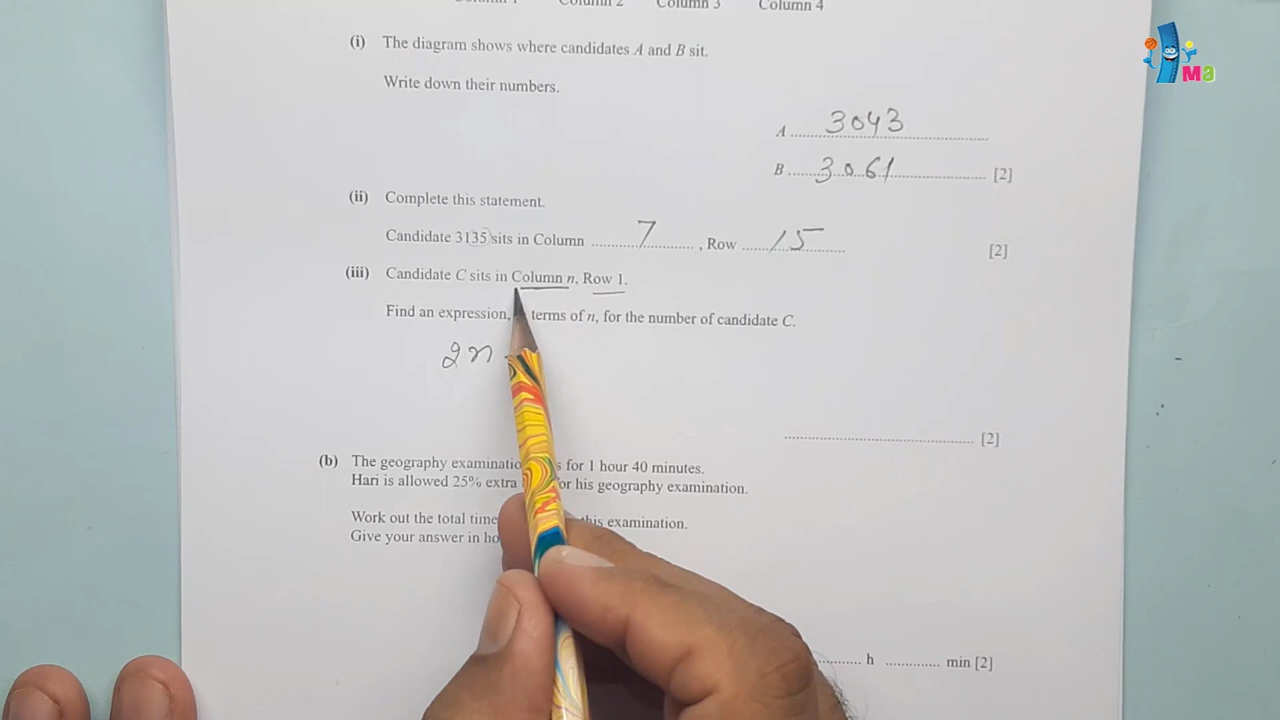 Column 2 Column 3 Column 4
(i) The diagram shows where candidates A and B sit.
Write down their numbers.
A 3043
B 3061 [2]
(ii) Complete this statement.
Candidate 3135 sits in Column 7, Row 15 [2]
(iii) Candidate C sits in Column n, Row 1.
Find an expression, terms of n, for the number of candidate C.
2n
[2]
(b) The geography examination for 1 hour 40 minutes.
Hari is allowed 25% extra for his geography examination.
Work out the total time this examination.
Give your answer in
h min [2]
Ma